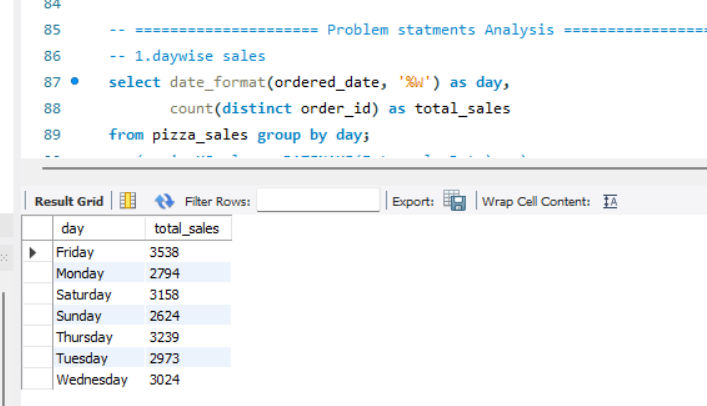 84
85 -- ===================== Problem statments Analysis =================
86 -- 1.daywise sales
87 select date_format(ordered_date, '%W') as day,
88 count(distinct order_id) as total_sales
89 from pizza_sales group by day;
Result Grid Filter Rows: Export: Wrap Cell Content: IA
day total_sales
Friday 3538
Monday 2794
Saturday 3158
Sunday 2624
Thursday 3239
Tuesday 2973
Wednesday 3024